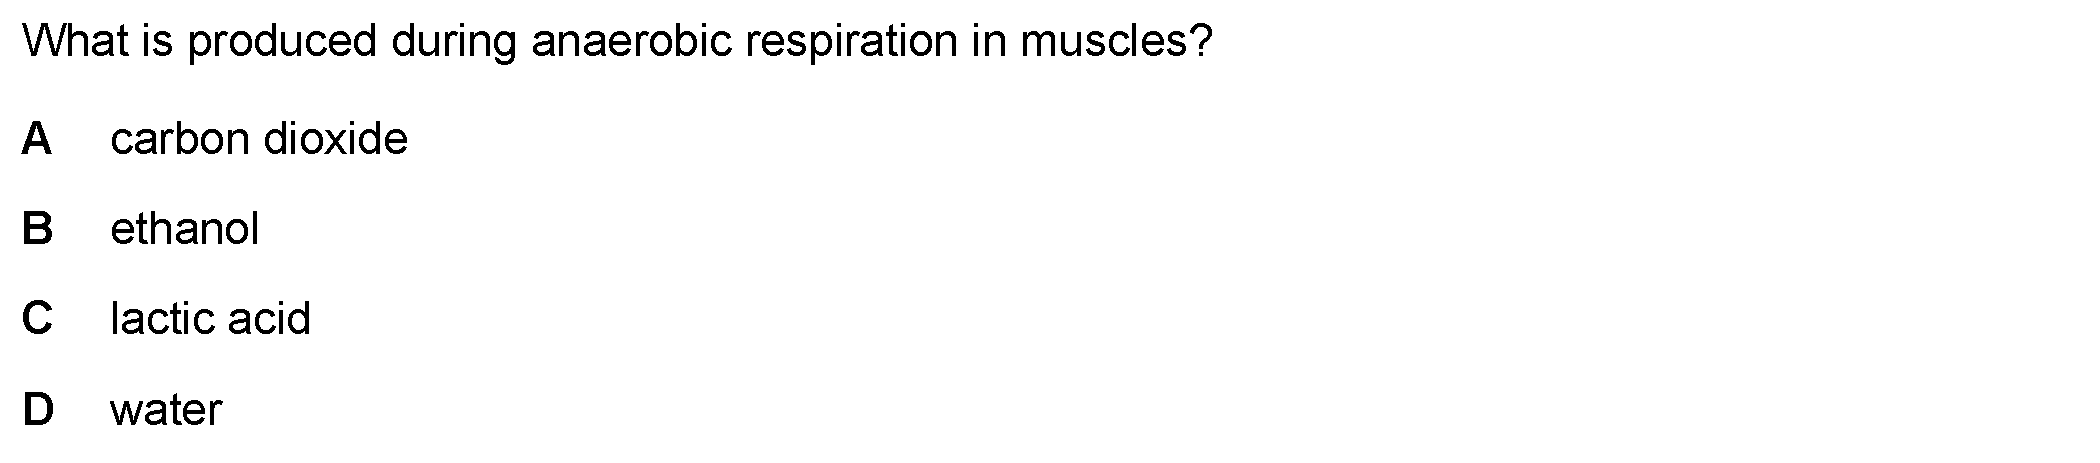 What is produced during anaerobic respiration in muscles?
A carbon dioxide
B ethanol
C lactic acid
D water